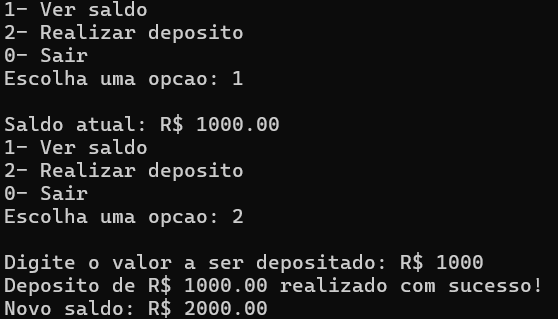 1- Ver saldo
2- Realizar deposito
0- Sair
Escolha uma opcao: 1
Saldo atual: R$ 1000.00
1- Ver saldo
2- Realizar deposito
0- Sair
Escolha uma opcao: 2
Digite o valor a ser depositado: R$ 1000
Deposito de R$ 1000.00 realizado com sucesso!
Novo saldo: R$ 2000.00